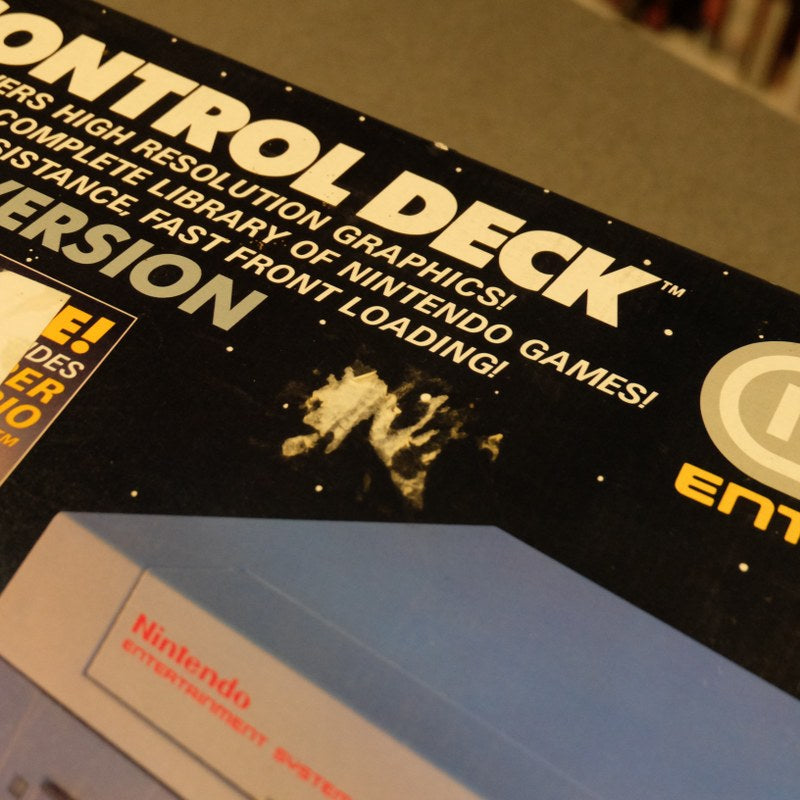 CONTROL DECK™
HIGH RESOLUTION GRAPHICS!
COMPLETE LIBRARY OF NINTENDO GAMES!
SISTANCE, FAST FRONT LOADING!
VERSION
E!
DES
ER
IO
TM
ENT
Nintendo
ENTERTAINMENT SYSTEM